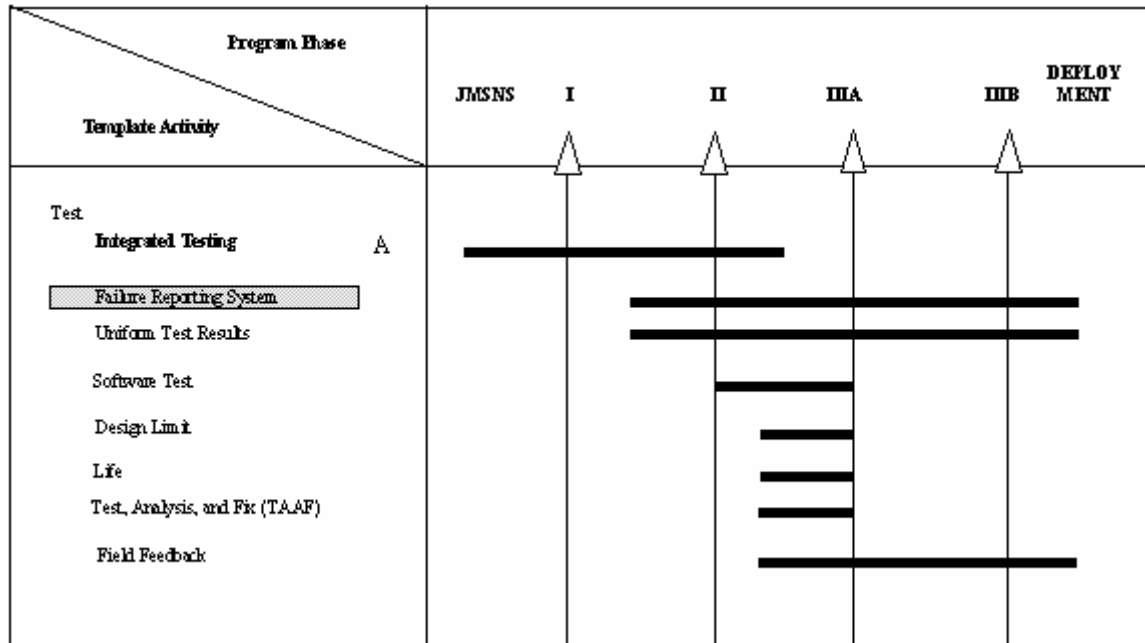 Program Phase
Template Activity
JMSNS I II IIIA IIIB DEPLOY
MENT
Test
Integrated Testing A
Failure Reporting System
Uniform Test Results
Software Test
Design Limit
Life
Test, Analysis, and Fix (TAAF)
Field Feedback